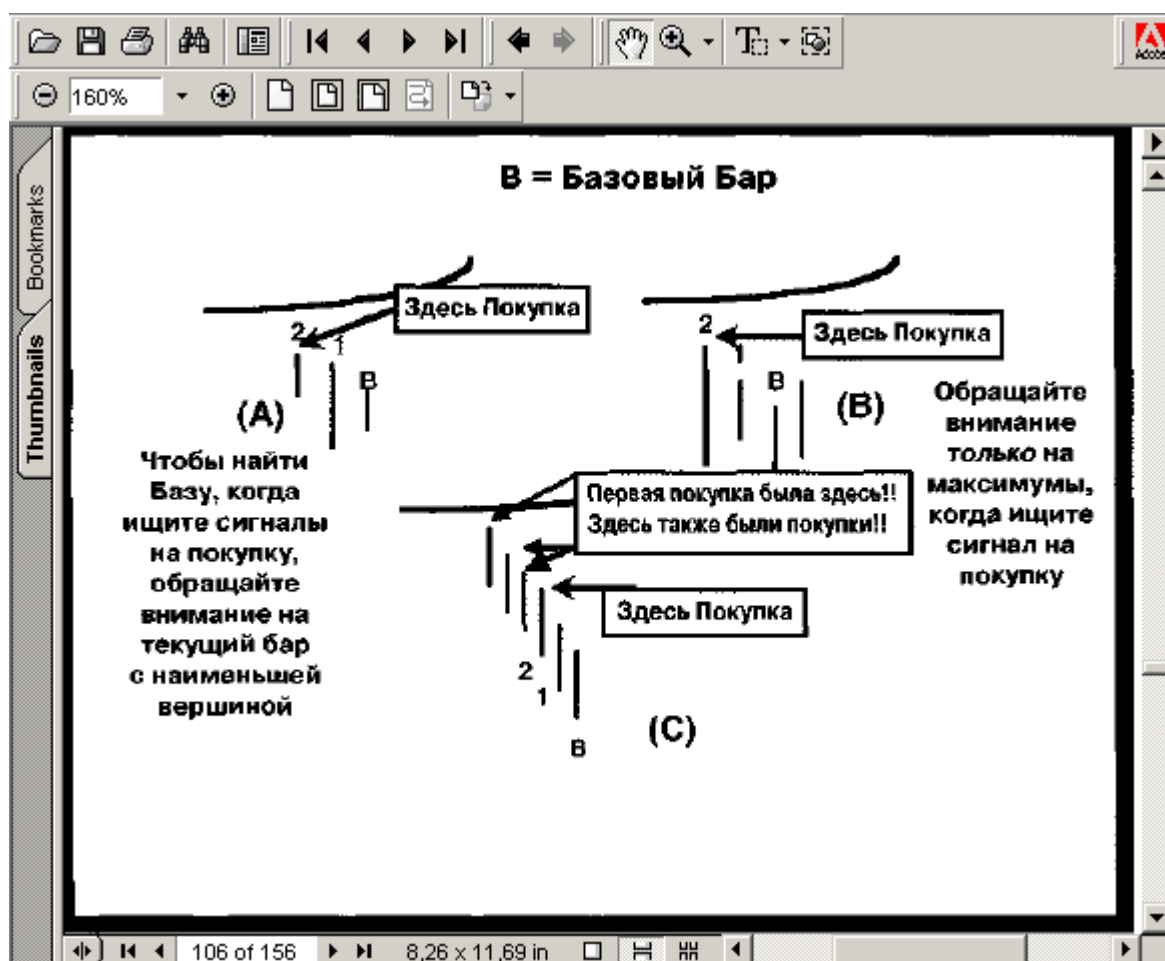 Adobe
160%
Bookmarks
Thumbnails
B = Базовый Бар
Здесь Покупка
2
1
B
(A)
Чтобы найти
Базу, когда
ищите сигналы
на покупку,
обращайте
внимание на
текущий бар
с наименьшей
вершиной
2
Здесь Покупка
B
(B)
Обращайте
внимание
только на
максимумы,
когда ищите
сигнал на
покупку
Первая покупка была здесь!!
Здесь также были покупки!!
Здесь Покупка
2
1
B
(C)
106 of 156
8,26 x 11,69 in